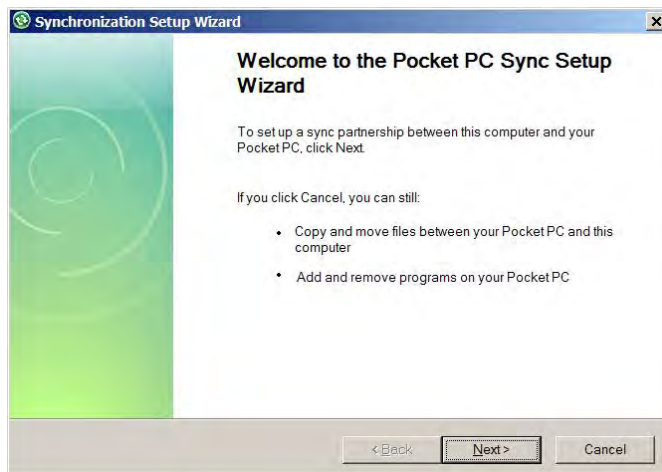 Synchronization Setup Wizard
Welcome to the Pocket PC Sync Setup
Wizard
To set up a sync partnership between this computer and your
Pocket PC, click Next.
If you click Cancel, you can still:
• Copy and move files between your Pocket PC and this
computer
• Add and remove programs on your Pocket PC
<Back Next> Cancel